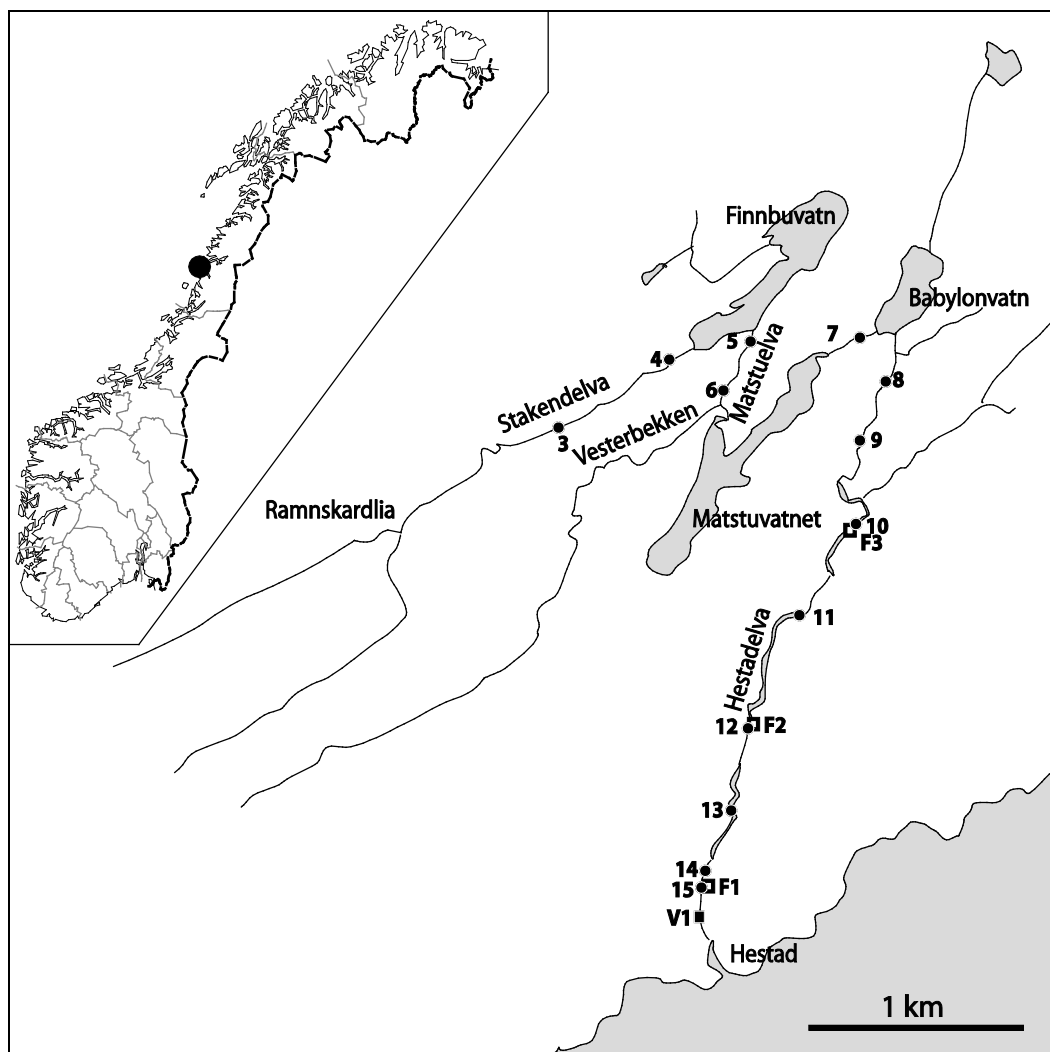 Finnbuvatn
Babylonvatn
7
5
4
Matstuelva
8
6
Stakendelva
Vesterbekken
3
9
Ramnskardlia
Matstuvatnet
10
F3
11
Hestadelva
12
F2
13
14
15
F1
V1
Hestad
1 km